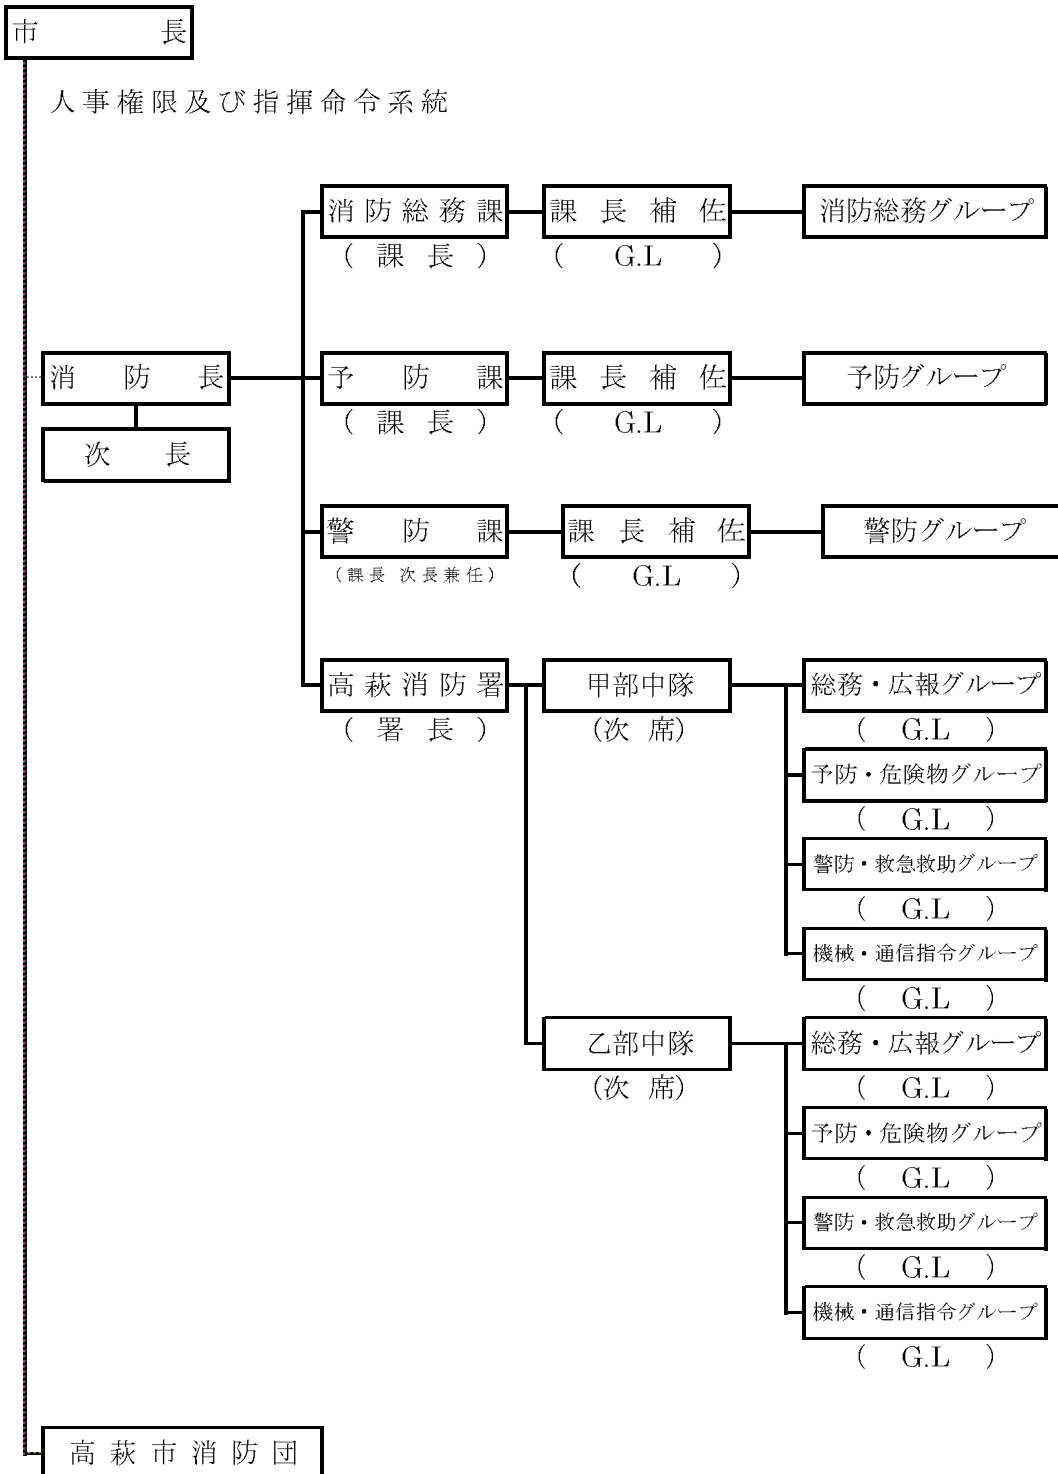 市長
人事権限及び指揮命令系統
消防総務課 課長補佐 消防総務グループ
(課長) (G.L)
消防長 予防課 課長補佐 予防グループ
(課長) (G.L)
次長
警防課 課長補佐 警防グループ
(課長 次長兼任) (G.L)
高萩消防署 甲部中隊 総務・広報グループ
(署長) (次席) (G.L)
予防・危険物グループ
(G.L)
警防・救急救助グループ
(G.L)
機械・通信指令グループ
(G.L)
乙部中隊 総務・広報グループ
(次席) (G.L)
予防・危険物グループ
(G.L)
警防・救急救助グループ
(G.L)
機械・通信指令グループ
(G.L)
高萩市消防団